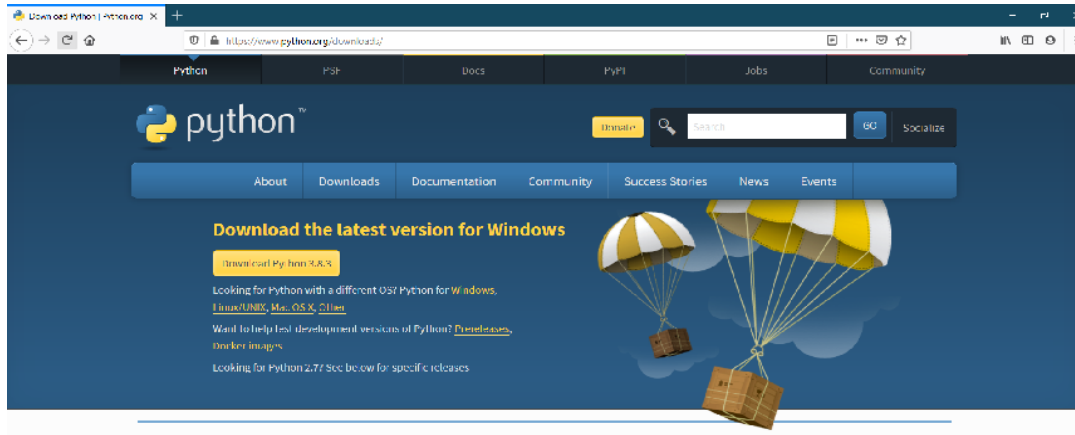 Download Python | Python.org
https://www.python.org/downloads/
Python PSF Docs PyPI Jobs Community
python™
Donate Search GO Socialize
About Downloads Documentation Community Success Stories News Events
Download the latest version for Windows
Download Python 3.8.3
Looking for Python with a different OS? Python for Windows,
Linux/UNIX, Mac OS X, Other
Want to help test development versions of Python? Prereleases,
Docker images
Looking for Python 2.7? See below for specific releases